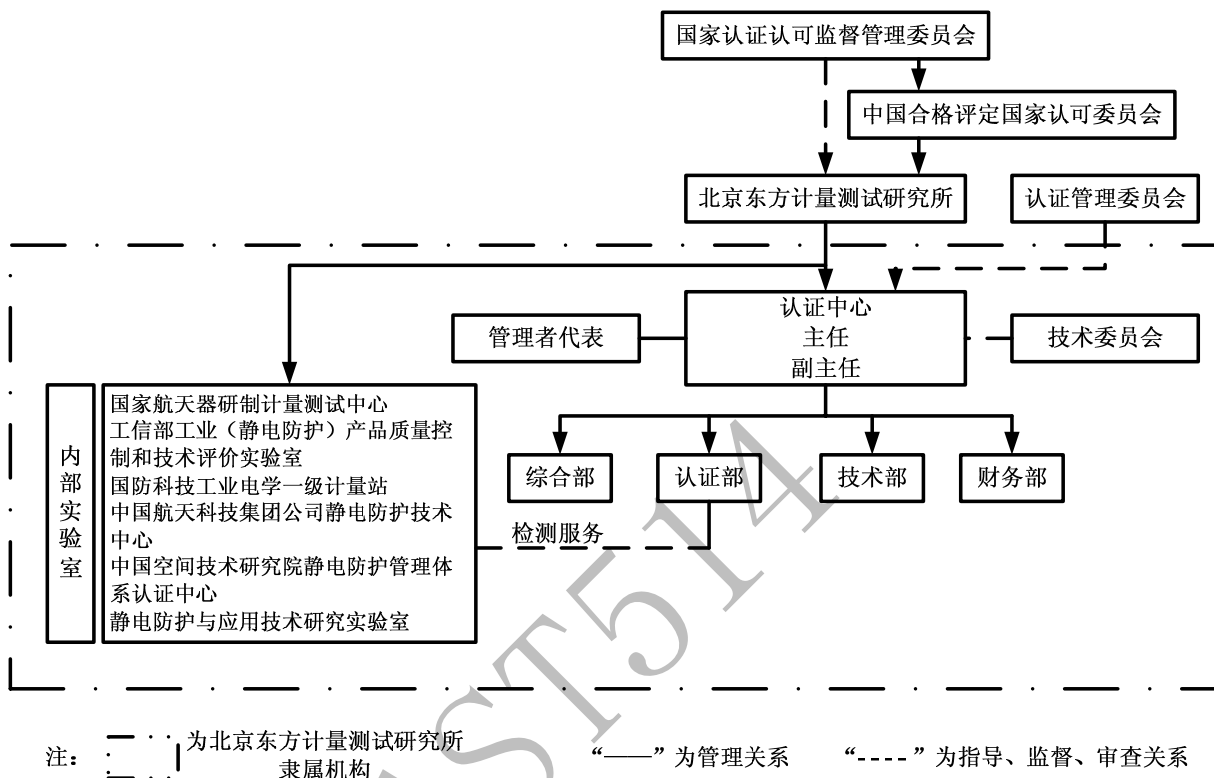 国家认证认可监督管理委员会
中国合格评定国家认可委员会
北京东方计量测试研究所
认证管理委员会
认证中心
主任
副主任
管理者代表
技术委员会
内部实验室
国家航天器研制计量测试中心
工信部工业（静电防护）产品质量控
制和技术评价实验室
国防科技工业电学一级计量站
中国航天科技集团公司静电防护技术
中心
中国空间技术研究院静电防护管理体
系认证中心
静电防护与应用技术研究实验室
综合部
认证部
技术部
财务部
检测服务
注：
为北京东方计量测试研究所
隶属机构
“——”为管理关系
“----”为指导、监督、审查关系